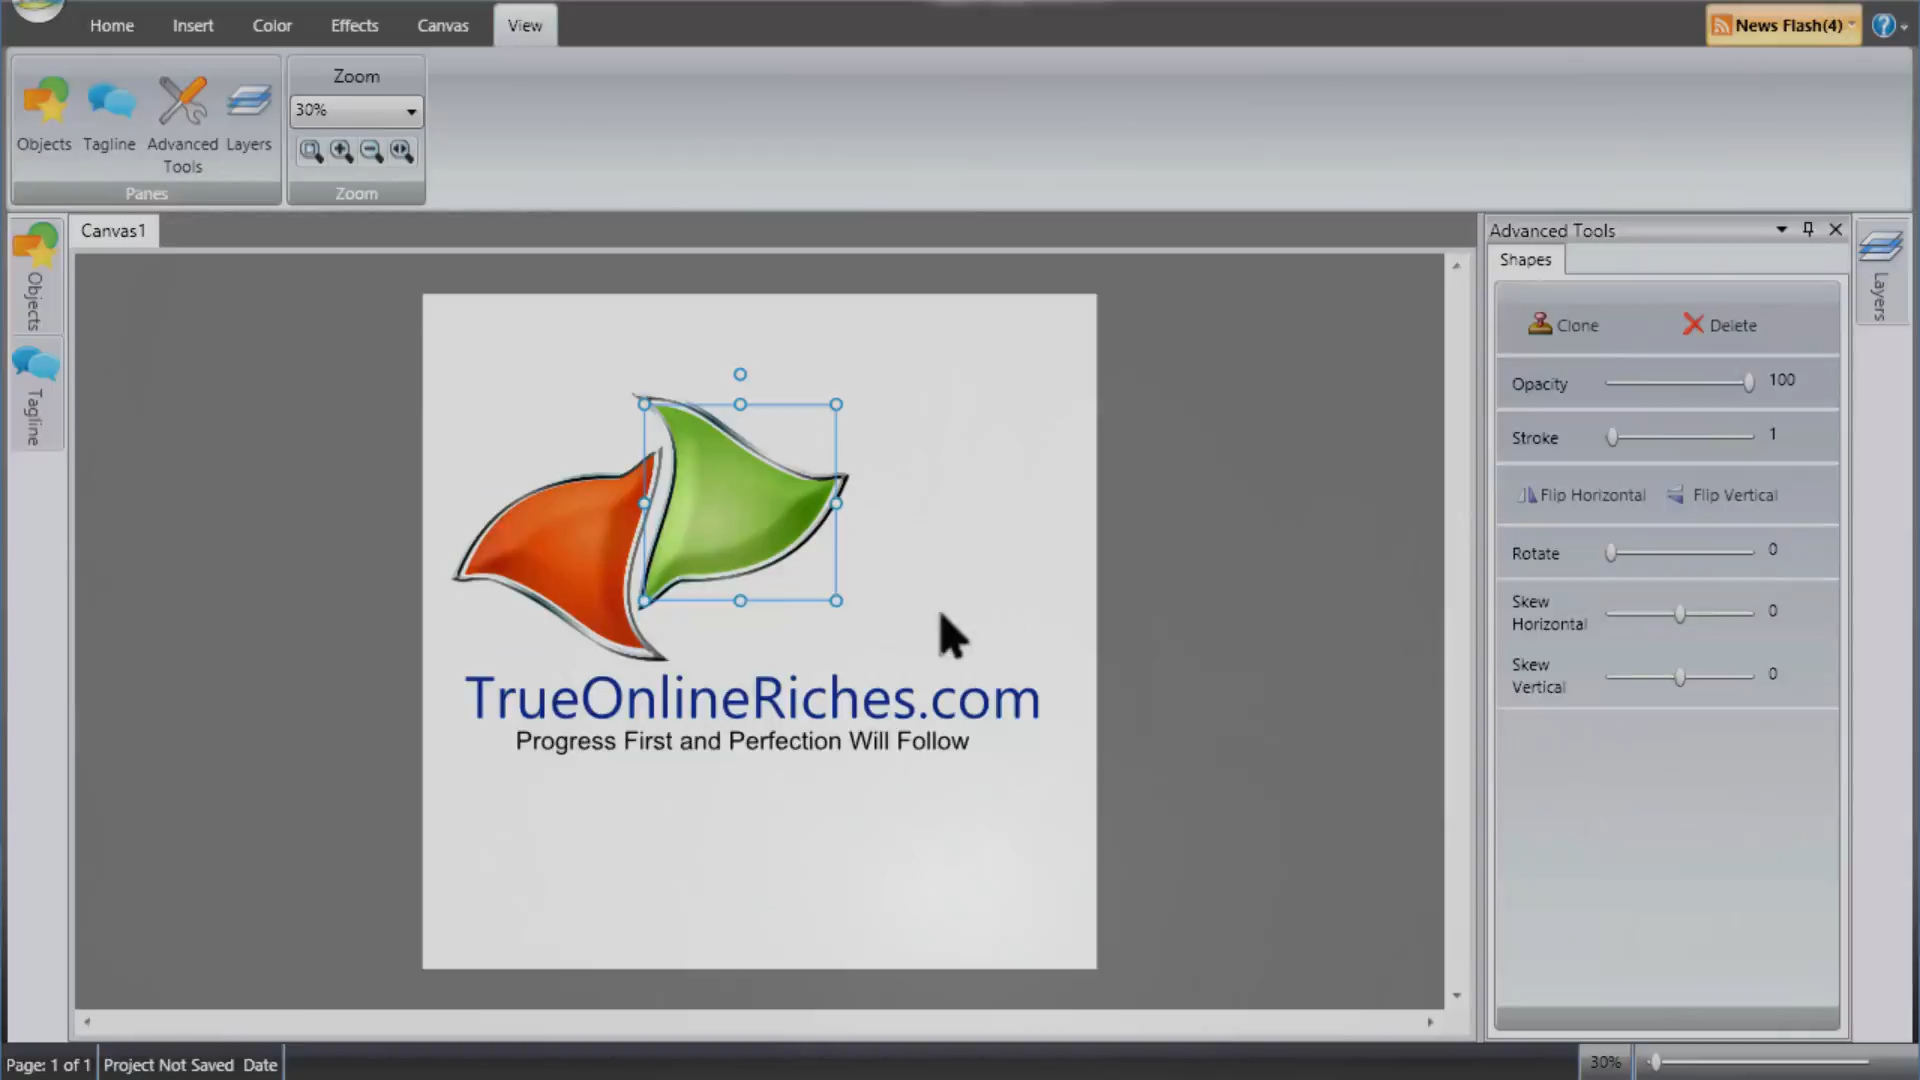 Home Insert Color Effects Canvas View
News Flash(4)
Zoom
30%
Objects Tagline Advanced Tools Layers
Panes Zoom
Canvas1
Objects
Tagline
Advanced Tools
Shapes
Layers
Clone Delete
Opacity 100
Stroke 1
Flip Horizontal Flip Vertical
Rotate 0
Skew Horizontal 0
Skew Vertical 0
TrueOnlineRiches.com
Progress First and Perfection Will Follow
Page: 1 of 1 Project Not Saved Date
30%